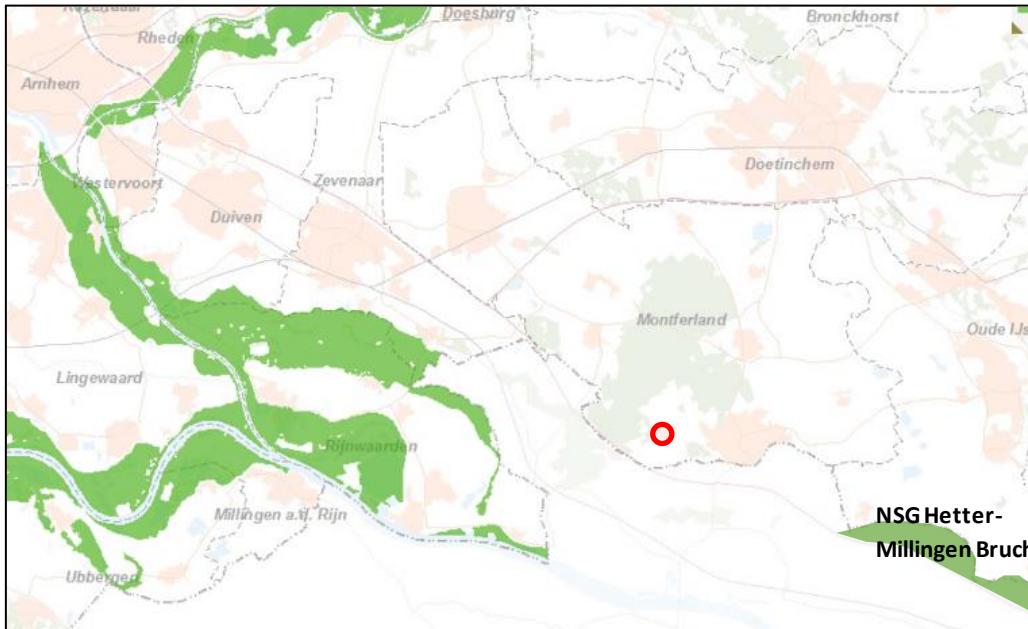 Rozendaal
Doesburg
Bronckhorst
Rheden
Arnhem
Doetinchem
Westervoort
Zevenaar
Duiven
Montferland
Oude IJs
Lingewaard
Rijnwaarden
Millingen a.d. Rijn
NSG Hetter-
Millingen Bruch
Ubbergen